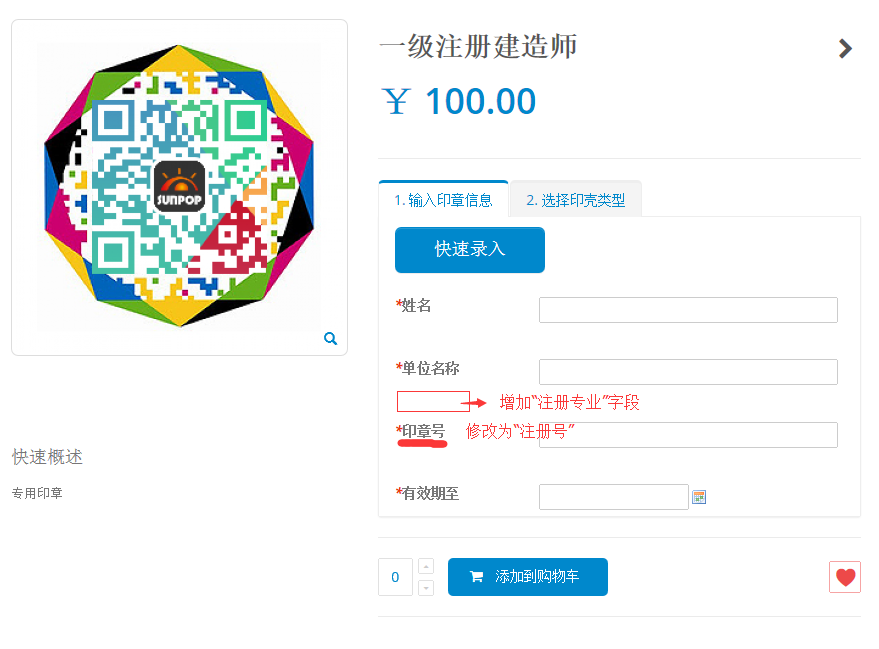 SUNPOP
一级注册建造师
￥ 100.00
1. 输入印章信息
2. 选择印壳类型
快速录入
*姓名
*单位名称
增加“注册专业”字段
*印章号
修改为“注册号”
*有效期至
快速概述
专用印章
0
添加到购物车